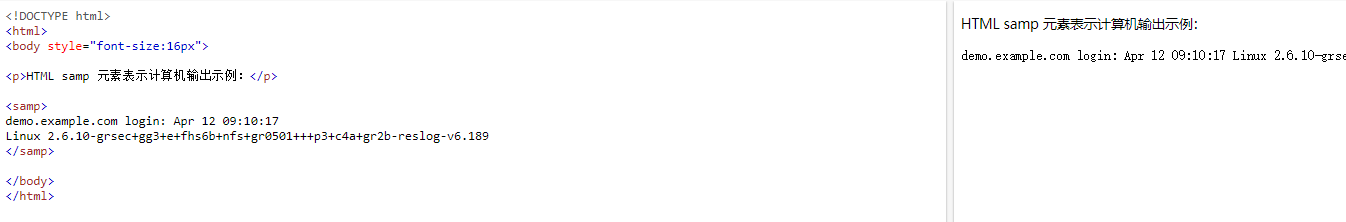 <!DOCTYPE html>
<html>
<body style="font-size:16px">
<p>HTML samp 元素表示计算机输出示例：</p>
<samp>
demo.example.com login: Apr 12 09:10:17
Linux 2.6.10-grsec+gg3+e+fhs6b+nfs+gr0501+++p3+c4a+gr2b-reslog-v6.189
</samp>
</body>
</html>
HTML samp 元素表示计算机输出示例：
demo.example.com login: Apr 12 09:10:17 Linux 2.6.10-grse